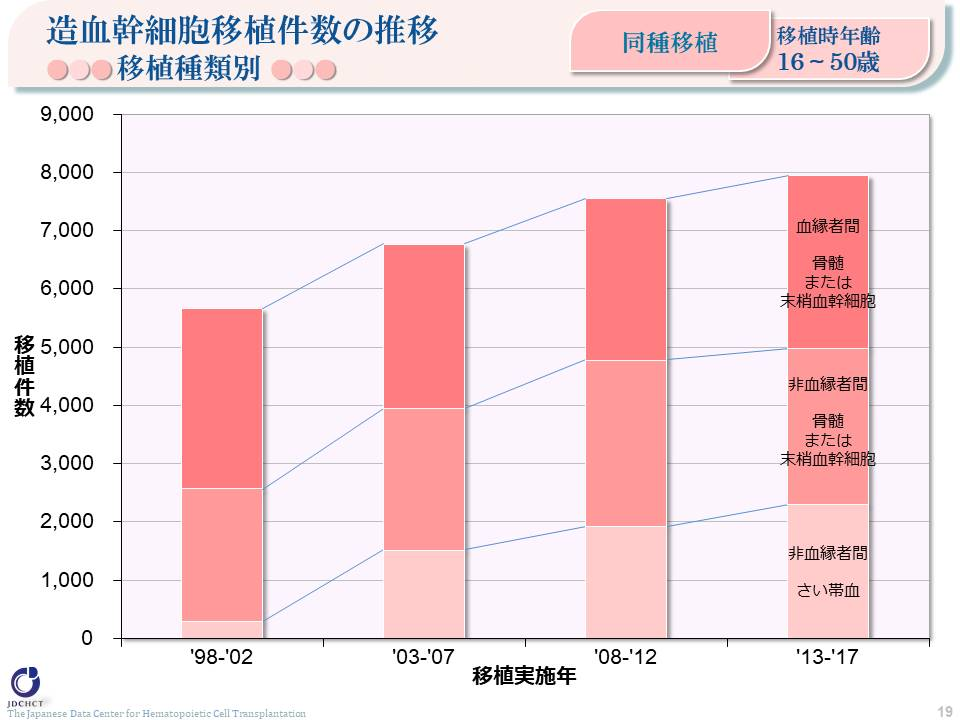 造血幹細胞移植件数の推移
移植種類別
同種移植
移植時年齢
16～50歳
9,000
8,000
7,000
6,000
5,000
4,000
3,000
2,000
1,000
0
移植件数
血縁者間
骨髄
または
末梢血幹細胞
非血縁者間
骨髄
または
末梢血幹細胞
非血縁者間
さい帯血
'98-'02
'03-'07
'08-'12
'13-'17
移植実施年
JDCHCT
The Japanese Data Center for Hematopoietic Cell Transplantation
19